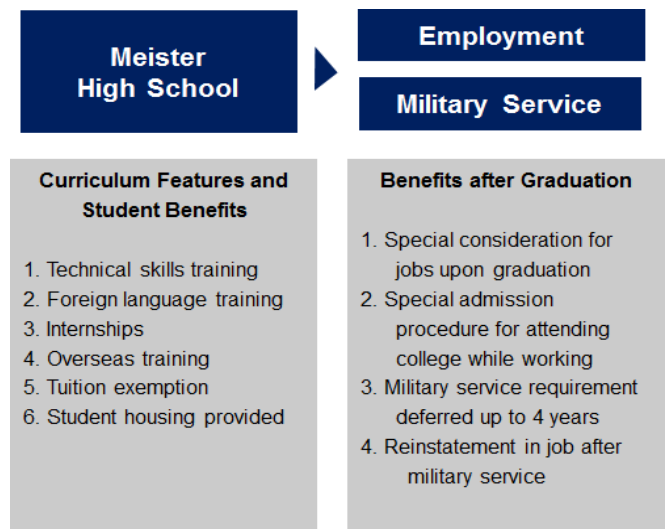 Meister
High School
Employment
Military Service
Curriculum Features and
Student Benefits
1. Technical skills training
2. Foreign language training
3. Internships
4. Overseas training
5. Tuition exemption
6. Student housing provided
Benefits after Graduation
1. Special consideration for
jobs upon graduation
2. Special admission
procedure for attending
college while working
3. Military service requirement
deferred up to 4 years
4. Reinstatement in job after
military service